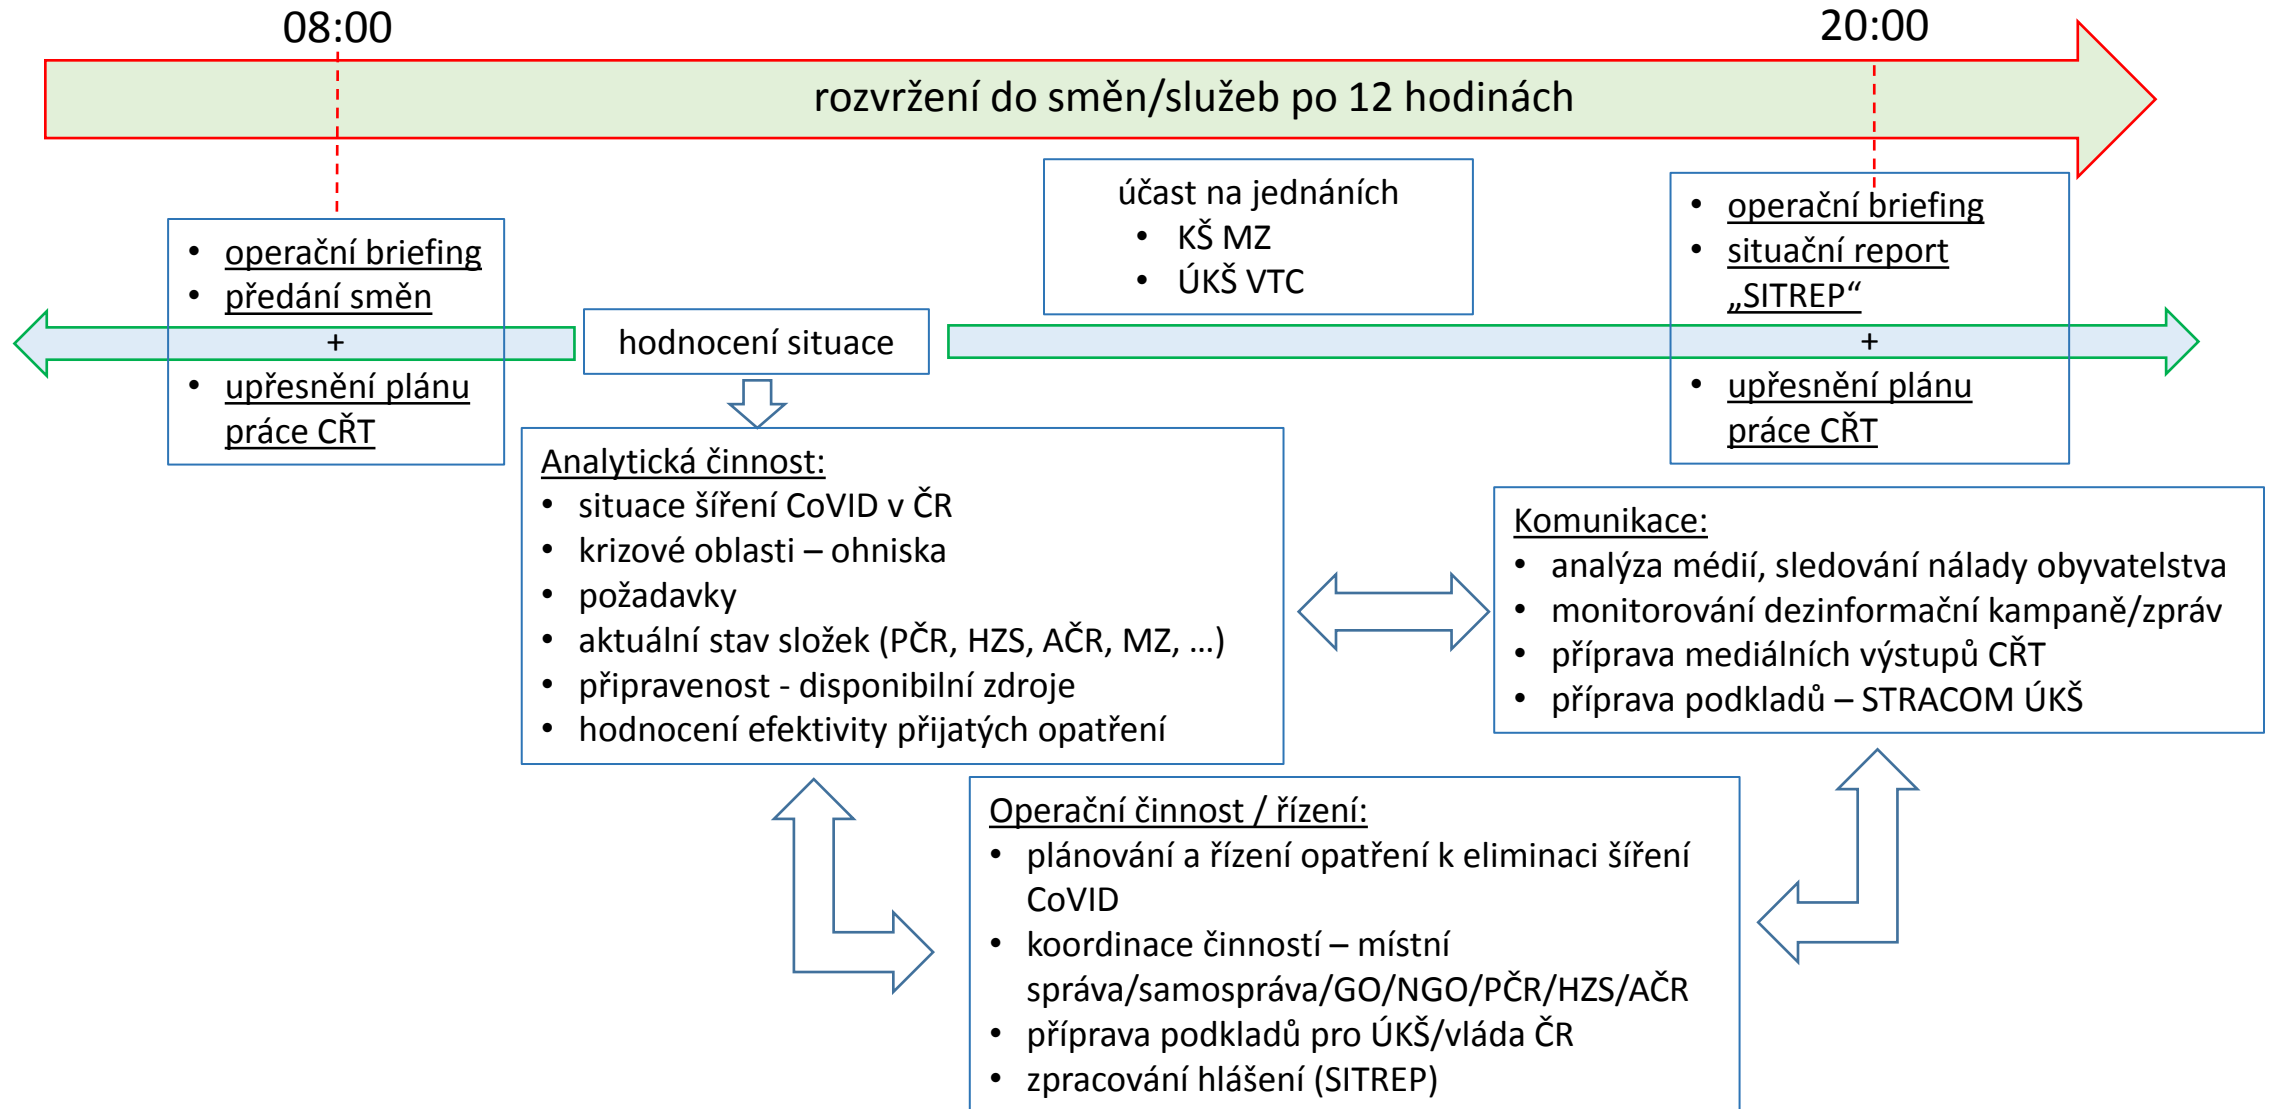 08:00
20:00
rozvržení do směn/služeb po 12 hodinách
• operační briefing
• předání směn
+
• upřesnění plánu
práce CŘT
hodnocení situace
účast na jednáních
• KŠ MZ
• ÚKŠ VTC
• operační briefing
• situační report
„SITREP“
+
• upřesnění plánu
práce CŘT
Analytická činnost:
• situace šíření CoVID v ČR
• krizové oblasti – ohniska
• požadavky
• aktuální stav složek (PČR, HZS, AČR, MZ, …)
• připravenost - disponibilní zdroje
• hodnocení efektivity přijatých opatření
Komunikace:
• analýza médií, sledování nálady obyvatelstva
• monitorování dezinformační kampaně/zpráv
• příprava mediálních výstupů CŘT
• příprava podkladů – STRACOM ÚKŠ
Operační činnost / řízení:
• plánování a řízení opatření k eliminaci šíření
CoVID
• koordinace činností – místní
správa/samospráva/GO/NGO/PČR/HZS/AČR
• příprava podkladů pro ÚKŠ/vláda ČR
• zpracování hlášení (SITREP)